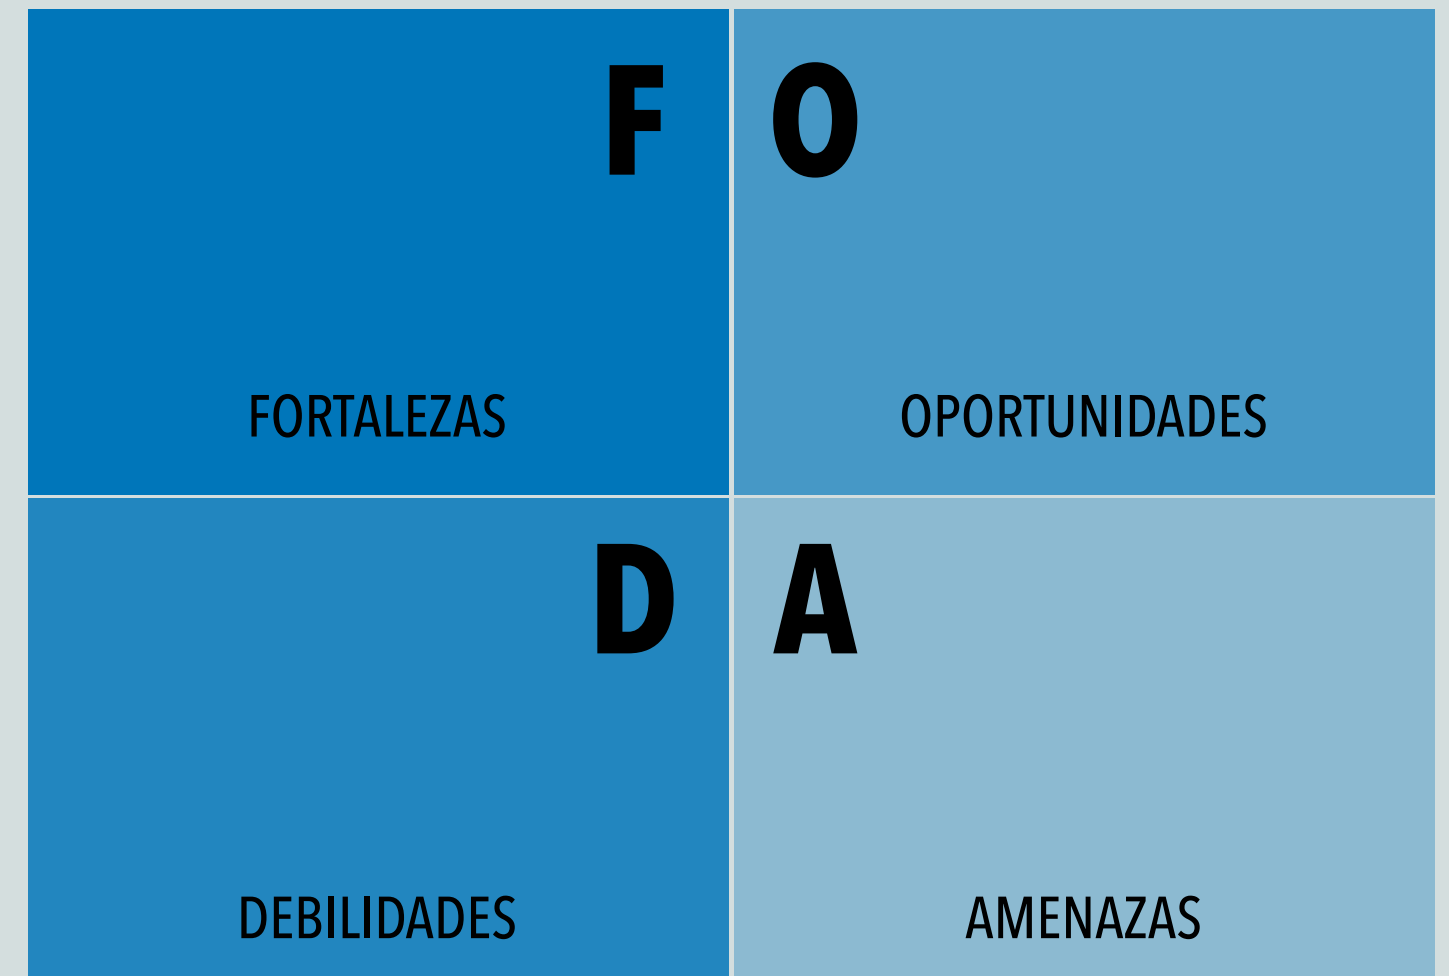 F
O
FORTALEZAS
OPORTUNIDADES
D
A
DEBILIDADES
AMENAZAS